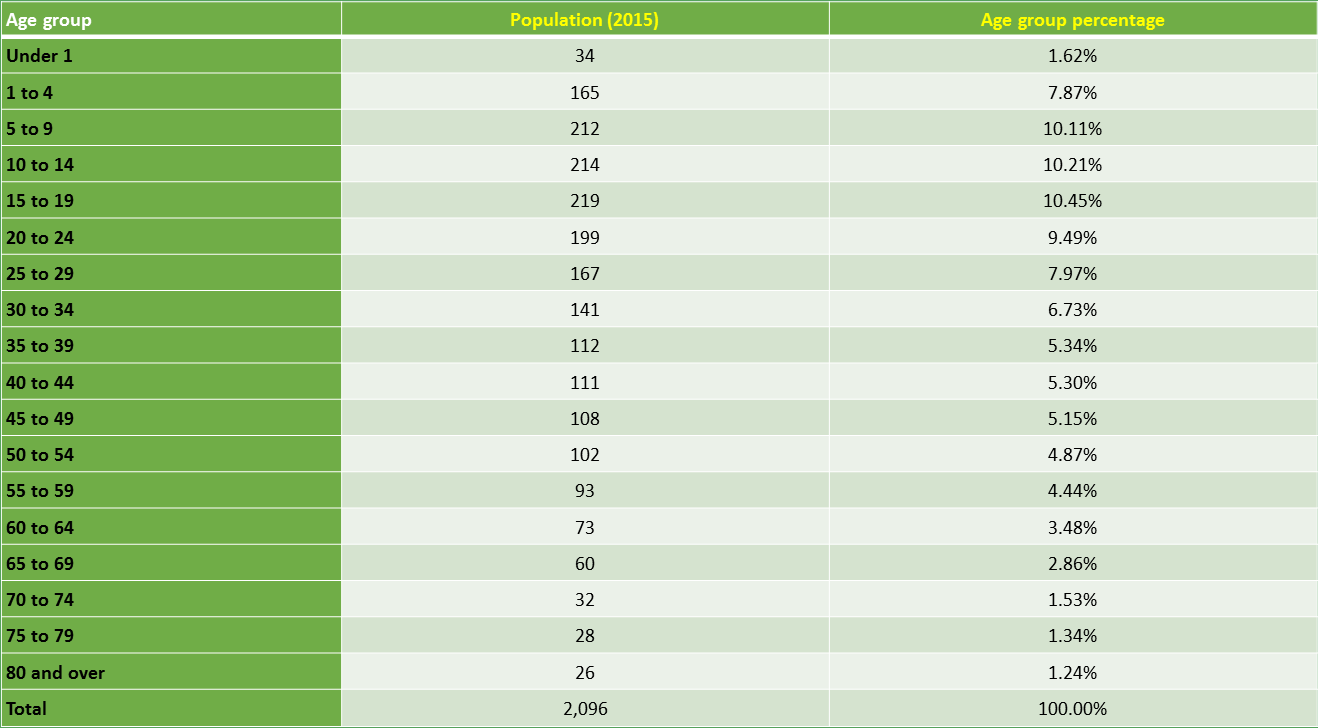 Age group Population (2015) Age group percentage
Under 1 34 1.62%
1 to 4 165 7.87%
5 to 9 212 10.11%
10 to 14 214 10.21%
15 to 19 219 10.45%
20 to 24 199 9.49%
25 to 29 167 7.97%
30 to 34 141 6.73%
35 to 39 112 5.34%
40 to 44 111 5.30%
45 to 49 108 5.15%
50 to 54 102 4.87%
55 to 59 93 4.44%
60 to 64 73 3.48%
65 to 69 60 2.86%
70 to 74 32 1.53%
75 to 79 28 1.34%
80 and over 26 1.24%
Total 2,096 100.00%